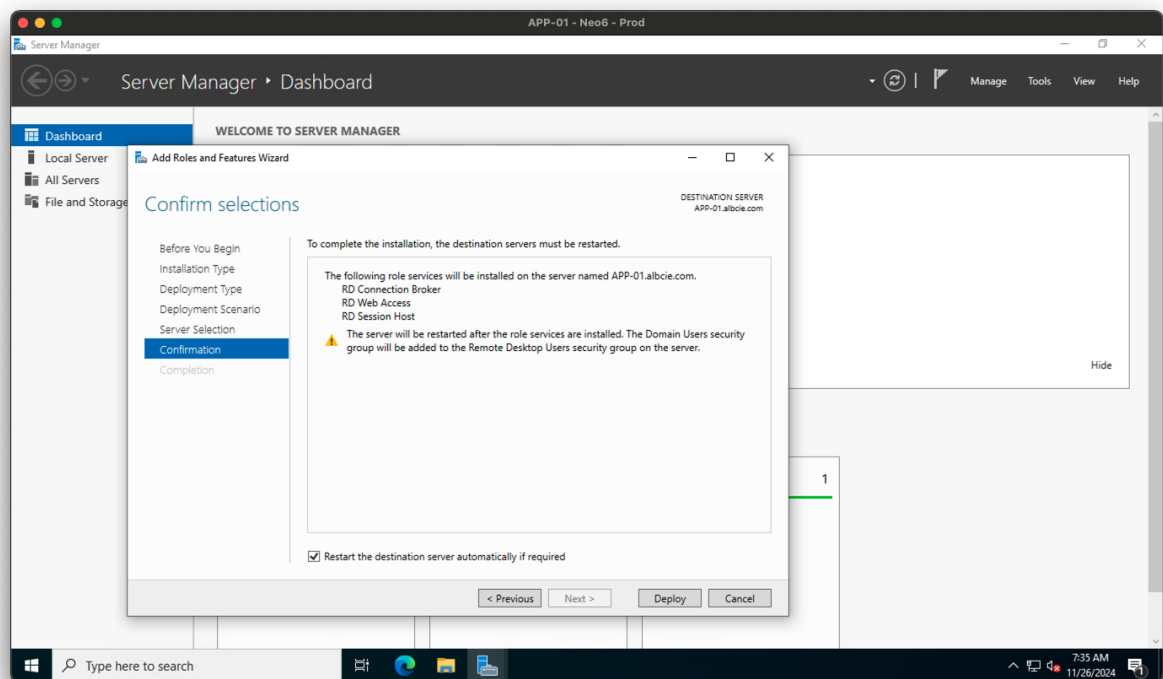 APP-01 - Neo6 - Prod
Server Manager
Server Manager • Dashboard
Manage Tools View Help
Dashboard
Local Server
All Servers
File and Storage
WELCOME TO SERVER MANAGER
Add Roles and Features Wizard
Confirm selections
DESTINATION SERVER
APP-01.albcie.com
Before You Begin
Installation Type
Deployment Type
Deployment Scenario
Server Selection
Confirmation
Completion
To complete the installation, the destination servers must be restarted.
The following role services will be installed on the server named APP-01.albcie.com.
RD Connection Broker
RD Web Access
RD Session Host
The server will be restarted after the role services are installed. The Domain Users security
group will be added to the Remote Desktop Users security group on the server.
Restart the destination server automatically if required
< Previous Next > Deploy Cancel
Hide
1
Type here to search
7:35 AM
11/26/2024
1